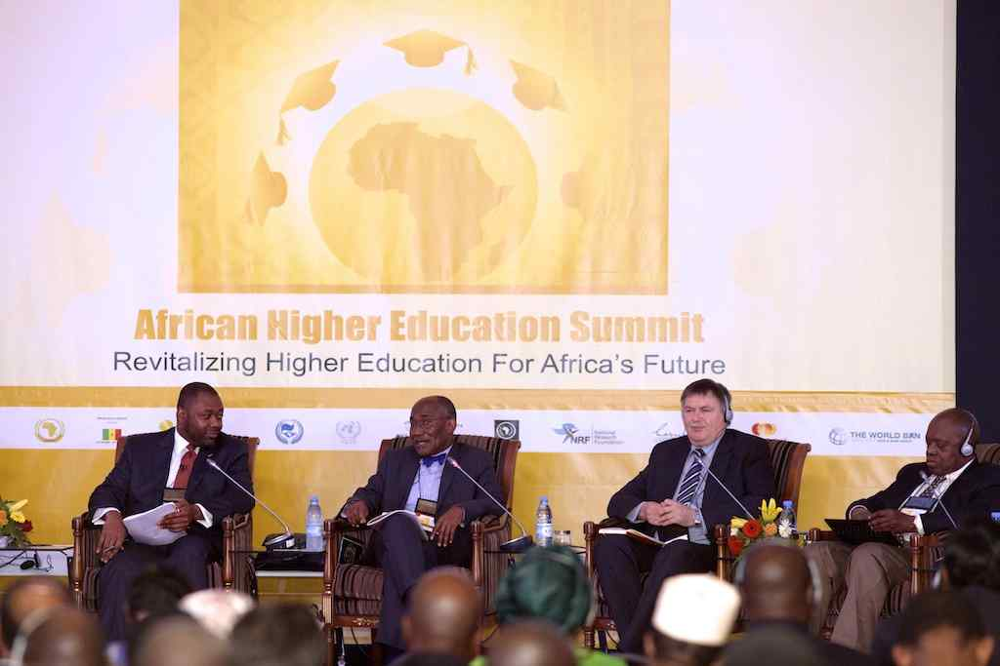 African Higher Education Summit
Revitalizing Higher Education For Africa's Future
NRF
National
Research
Foundation
THE WORLD BAN